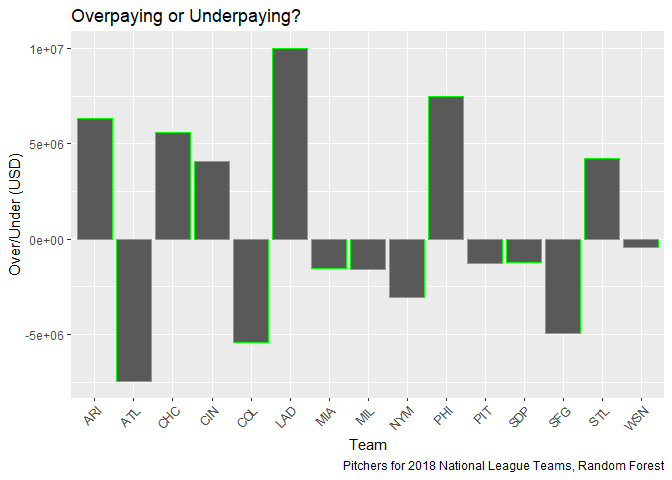 Overpaying or Underpaying?
1e+07
5e+06
0e+00
-5e+06
Over/Under (USD)
ARI
ATL
CHC
CIN
COL
LAD
MIA
MIL
NYM
PHI
PIT
SDP
SFG
STL
WSN
Team
Pitchers for 2018 National League Teams, Random Forest